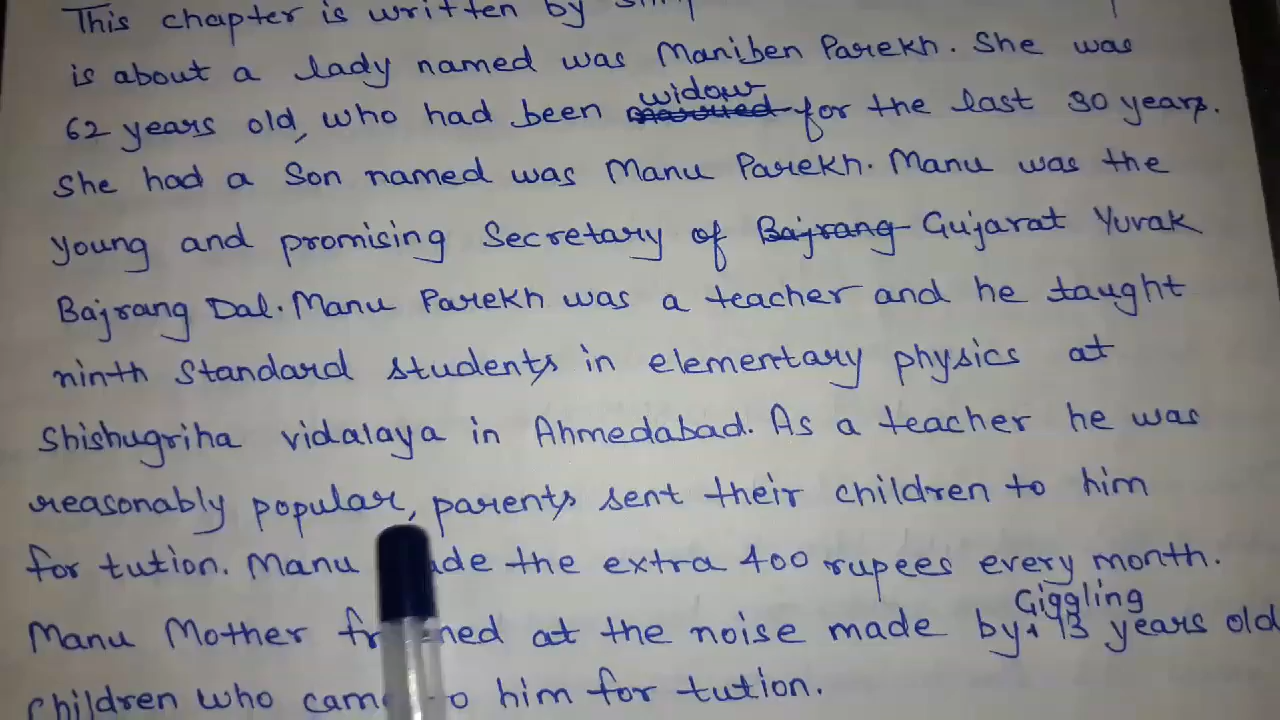 This chapter is written by
is about a lady named was Maniben Parekh. She was
62 years old, who had been widow for the last 30 years.
She had a Son named was Manu Parekh. Manu was the
young and promising Secretary of Bajrang Gujarat Yuvak
Bajrang Dal. Manu Parekh was a teacher and he taught
ninth Standard students in elementary physics at
Shishugriha vidalaya in Ahmedabad. As a teacher he was
reasonably popular, parents sent their children to him
for tution. Manu the extra 400 rupees every month.
Manu Mother at the noise made by Giggling 13 years old
children who to him for tution.